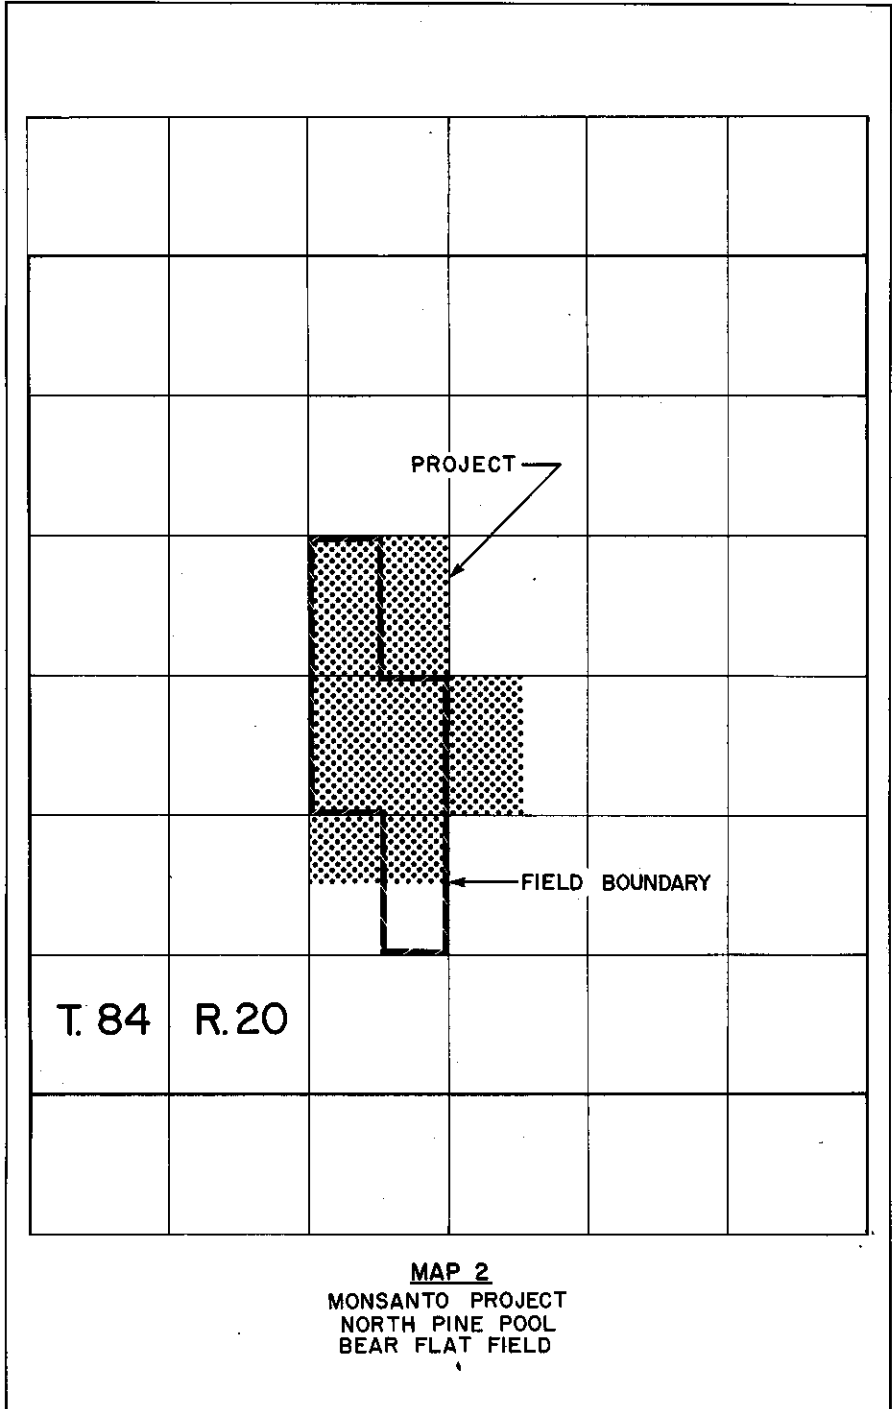 PROJECT
FIELD BOUNDARY
T. 84 R. 20
MAP 2
MONSANTO PROJECT
NORTH PINE POOL
BEAR FLAT FIELD